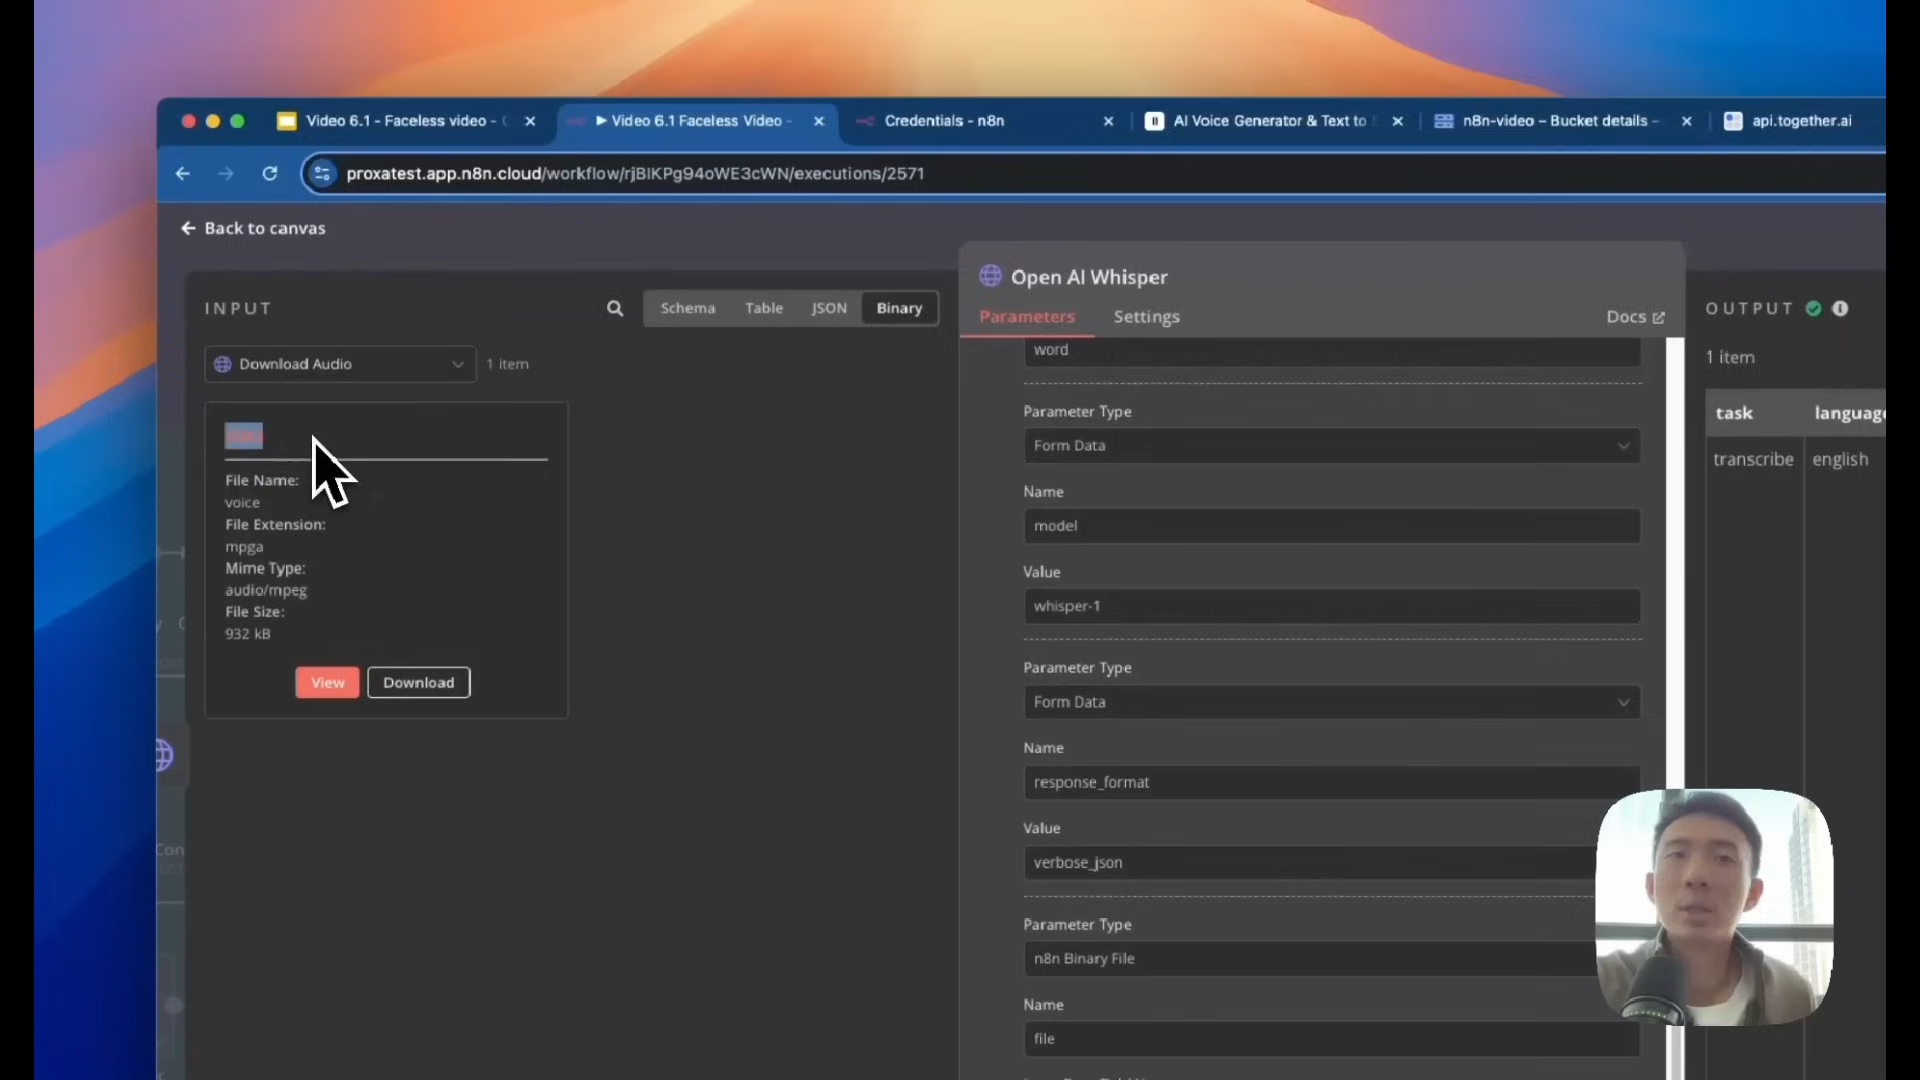 Video 6.1 - Faceless video -
Video 6.1 Faceless Video -
Credentials - n8n
AI Voice Generator & Text to
n8n-video – Bucket details –
api.together.ai
proxatest.app.n8n.cloud/workflow/rjBIKPg94oWE3cWN/executions/2571
Back to canvas
INPUT
Schema
Table
JSON
Binary
Download Audio
1 item
File Name:
voice
File Extension:
mpga
Mime Type:
audio/mpeg
File Size:
932 kB
View
Download
Con
Open AI Whisper
Parameters
Settings
Docs
word
Parameter Type
Form Data
Name
model
Value
whisper-1
Parameter Type
Form Data
Name
response_format
Value
verbose_json
Parameter Type
n8n Binary File
Name
file
OUTPUT
1 item
task
language
transcribe
english